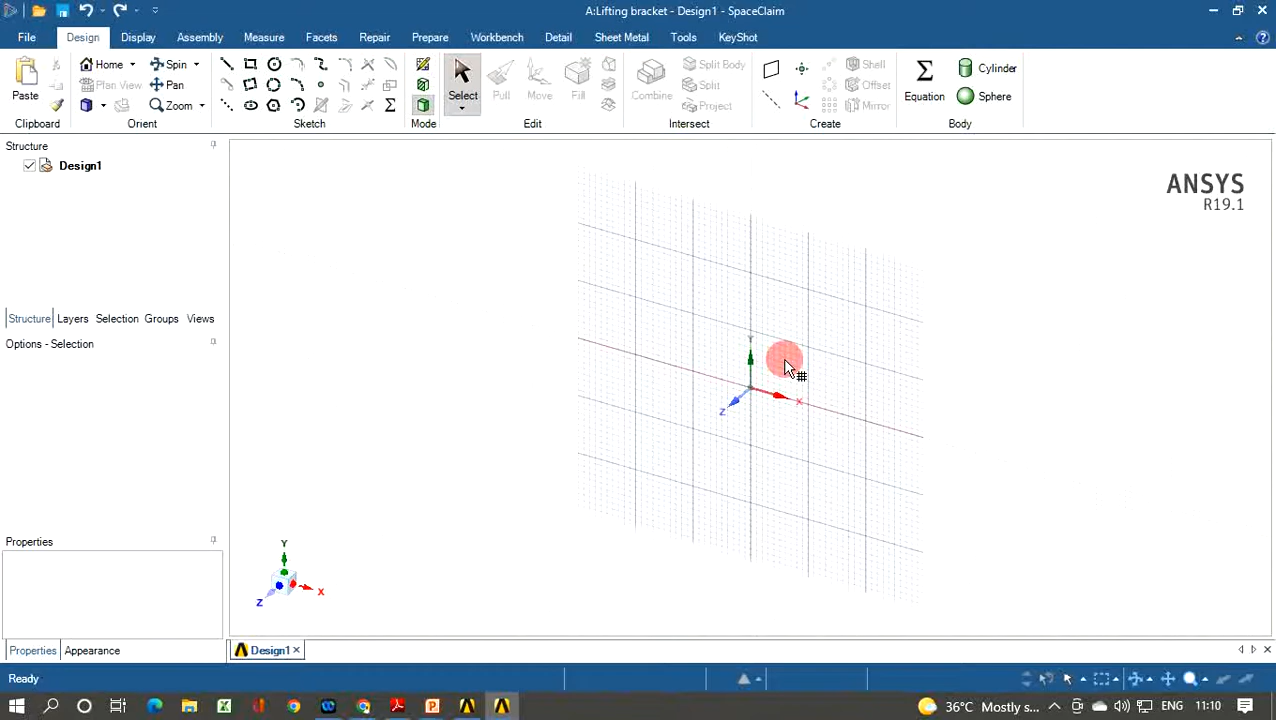 A:Lifting bracket - Design1 - SpaceClaim
File Design Display Assembly Measure Facets Repair Prepare Workbench Detail Sheet Metal Tools KeyShot
Paste
Clipboard
Home
Plan View
Spin
Pan
Zoom
Orient
Sketch
Mode
Select
Pull
Move
Fill
Edit
Combine
Split Body
Split
Project
Intersect
Shell
Offset
Mirror
Create
Equation
Cylinder
Sphere
Body
Structure
Design1
ANSYS
R19.1
Y
X
Z
Structure Layers Selection Groups Views
Options - Selection
Properties
Y
X
Z
Properties Appearance
Design1
Ready
36°C Mostly s... ENG 11:10